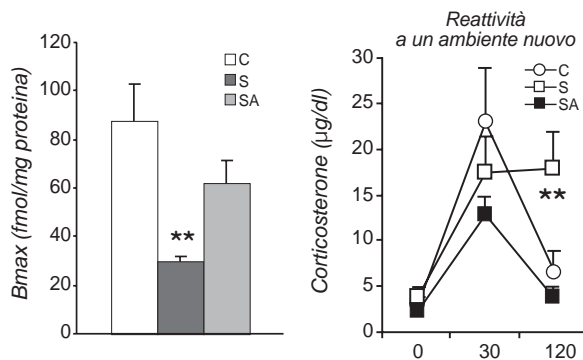 Bmax (fmol/mg proteina)
120
100
80
60
40
20
0
C
S
SA
**
Reattività
a un ambiente nuovo
Corticosterone (µg/dl)
30
25
20
15
10
5
0
C
S
SA
**
0 30 120